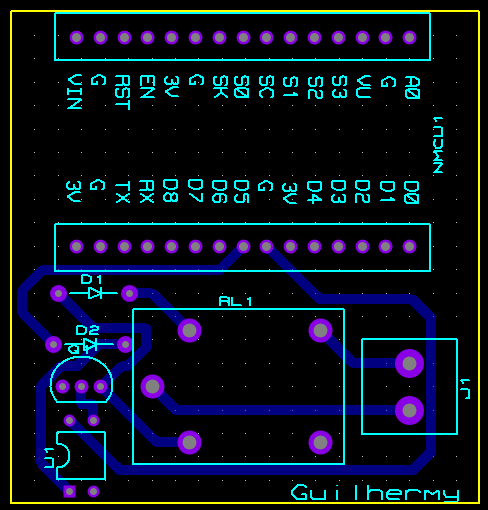 VIN G RST EN 3V G SK S0 SC S1 S2 S3 VU G A0
NMCU1
3V G TX RX D8 D7 D6 D5 G 3V D4 D3 D2 D1 D0
D1
RL1
D2
Q1
J1
U1
Guilhermy